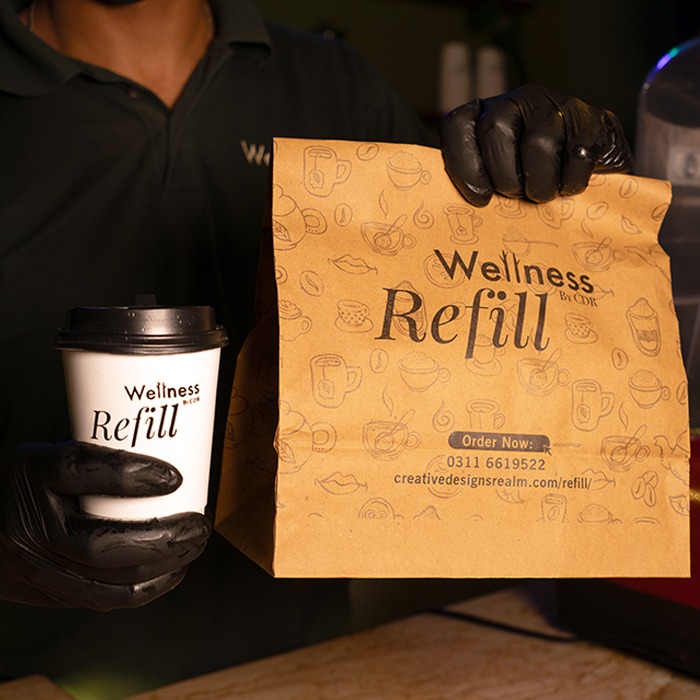 Wellness
By CDR
Refill
Order Now:
0311 6619522
creativedesignsrealm.com/refill/
Wellness
By CDR
Refill